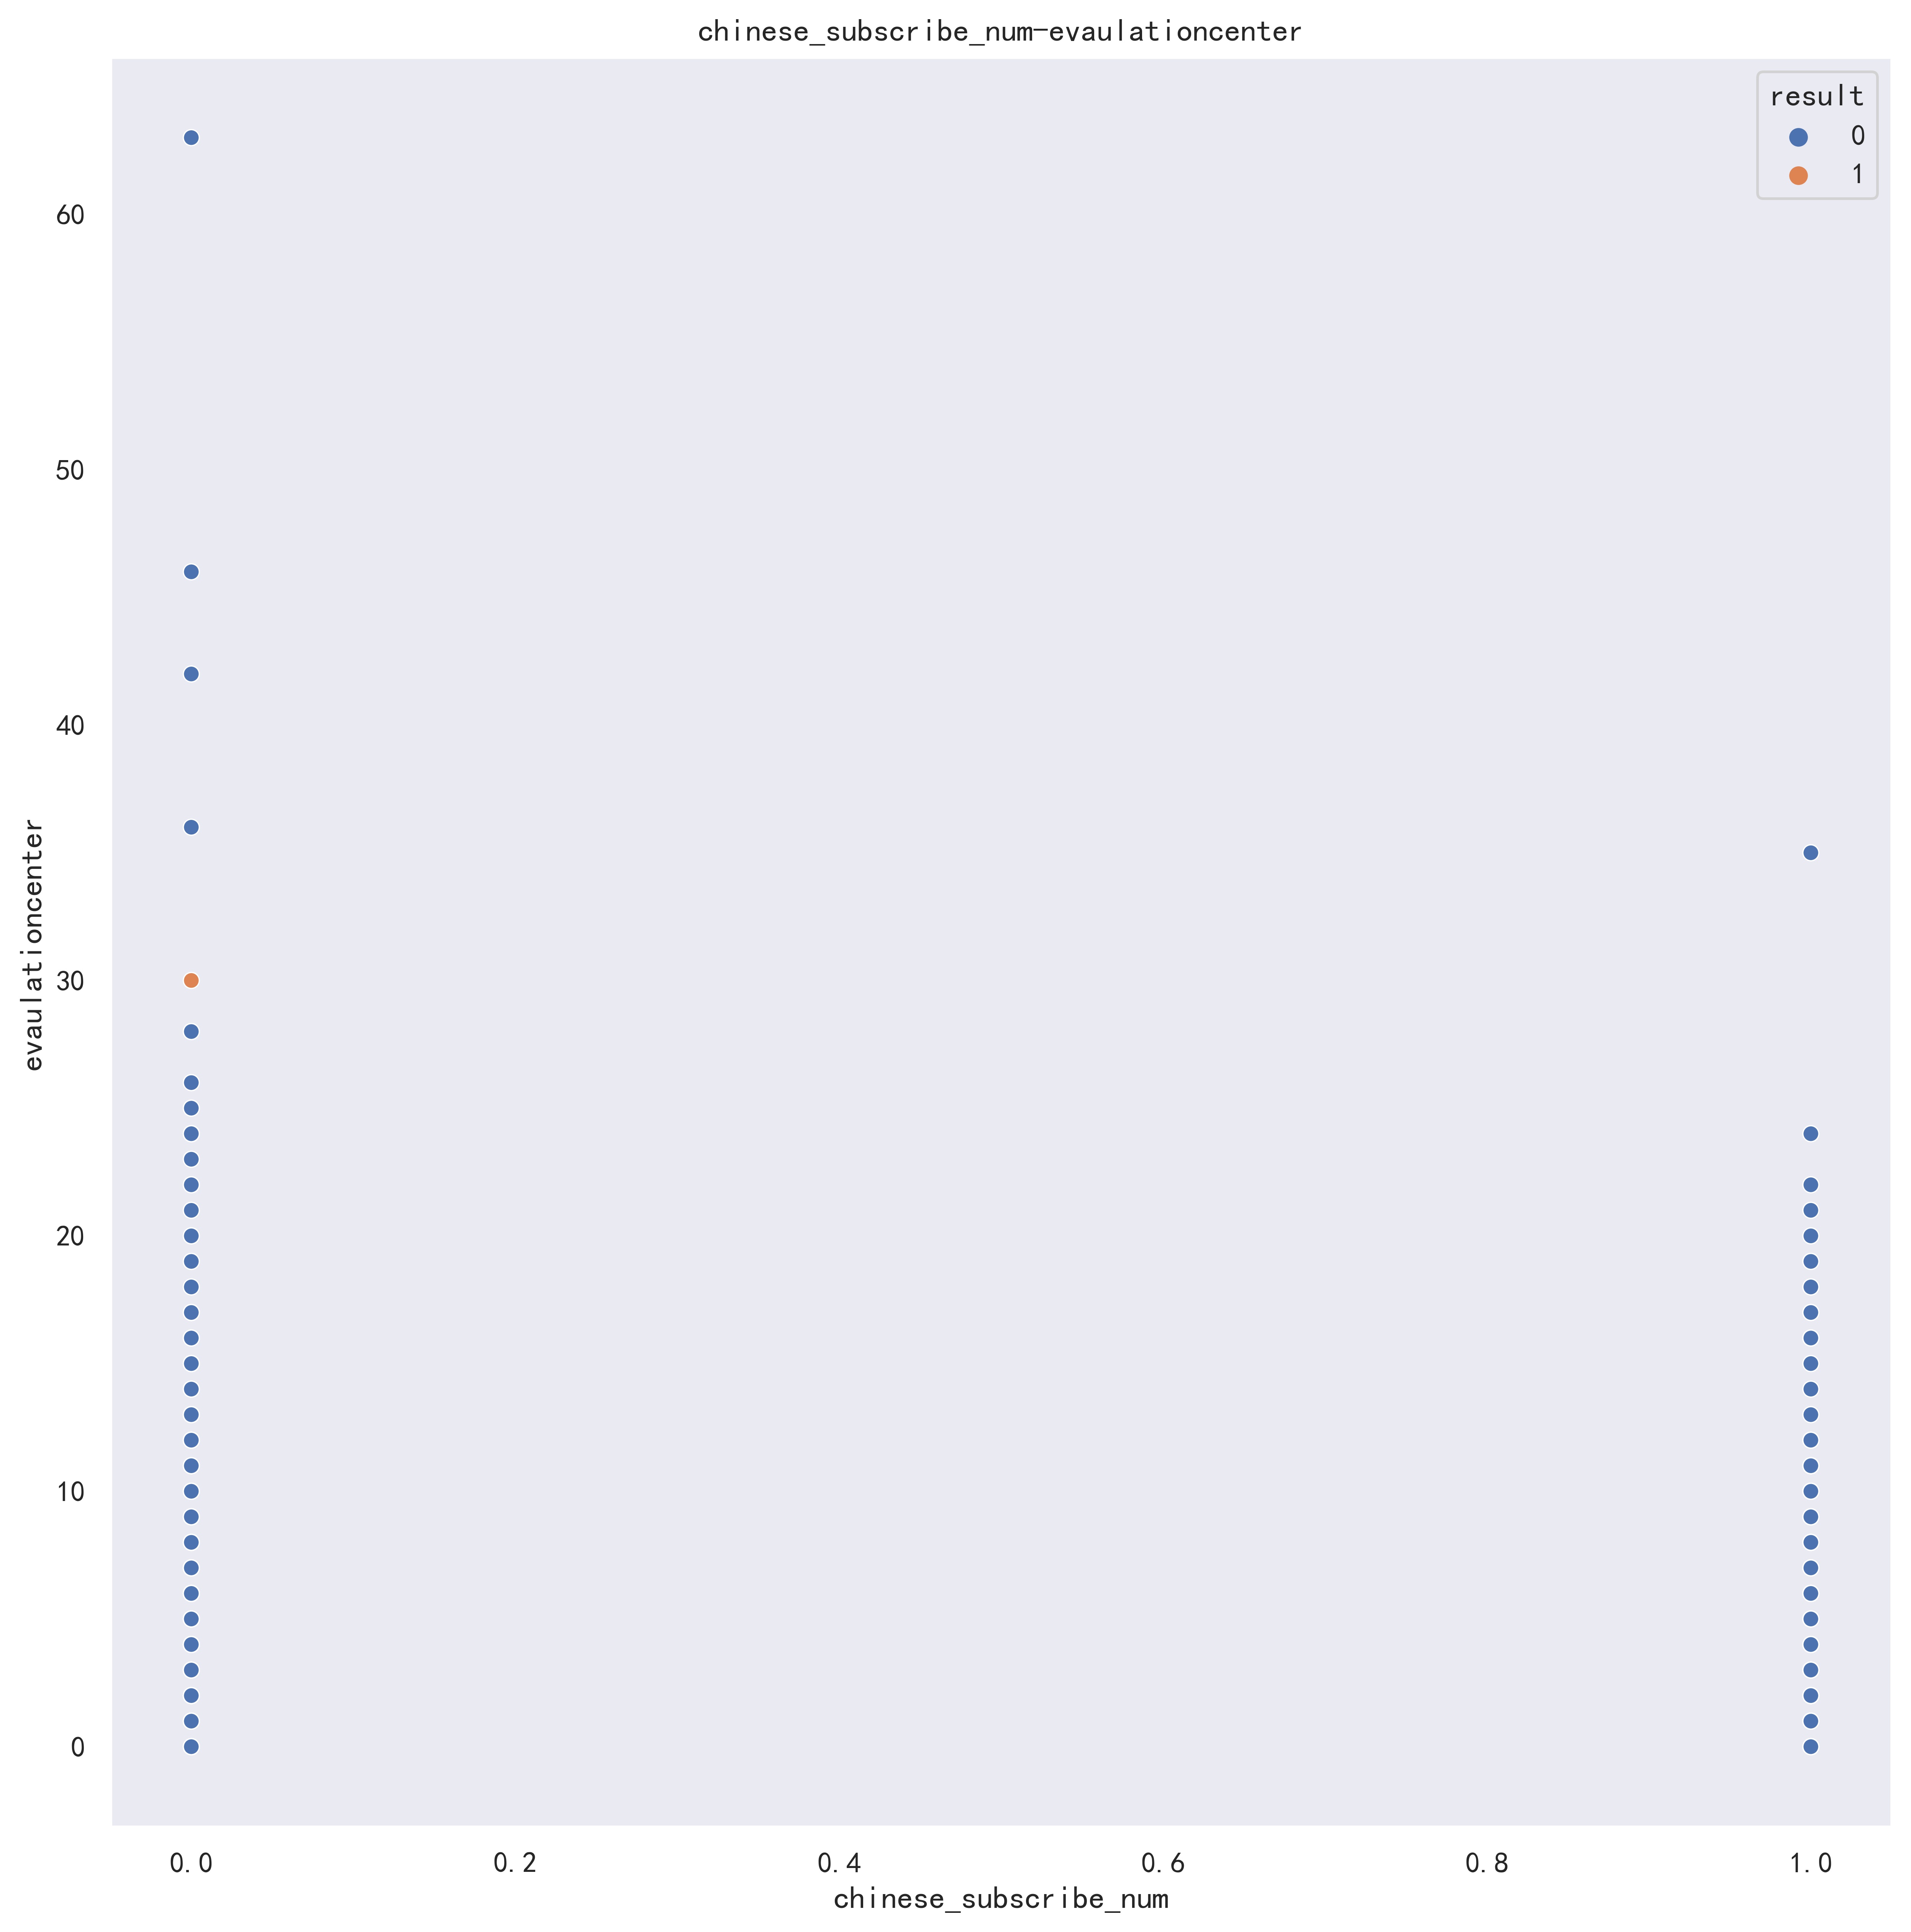 chinese_subscribe_num-evaulationcenter
result
0
1
60
50
40
30
20
10
0
evaulationcenter
0.0 0.2 0.4 0.6 0.8 1.0
chinese_subscribe_num